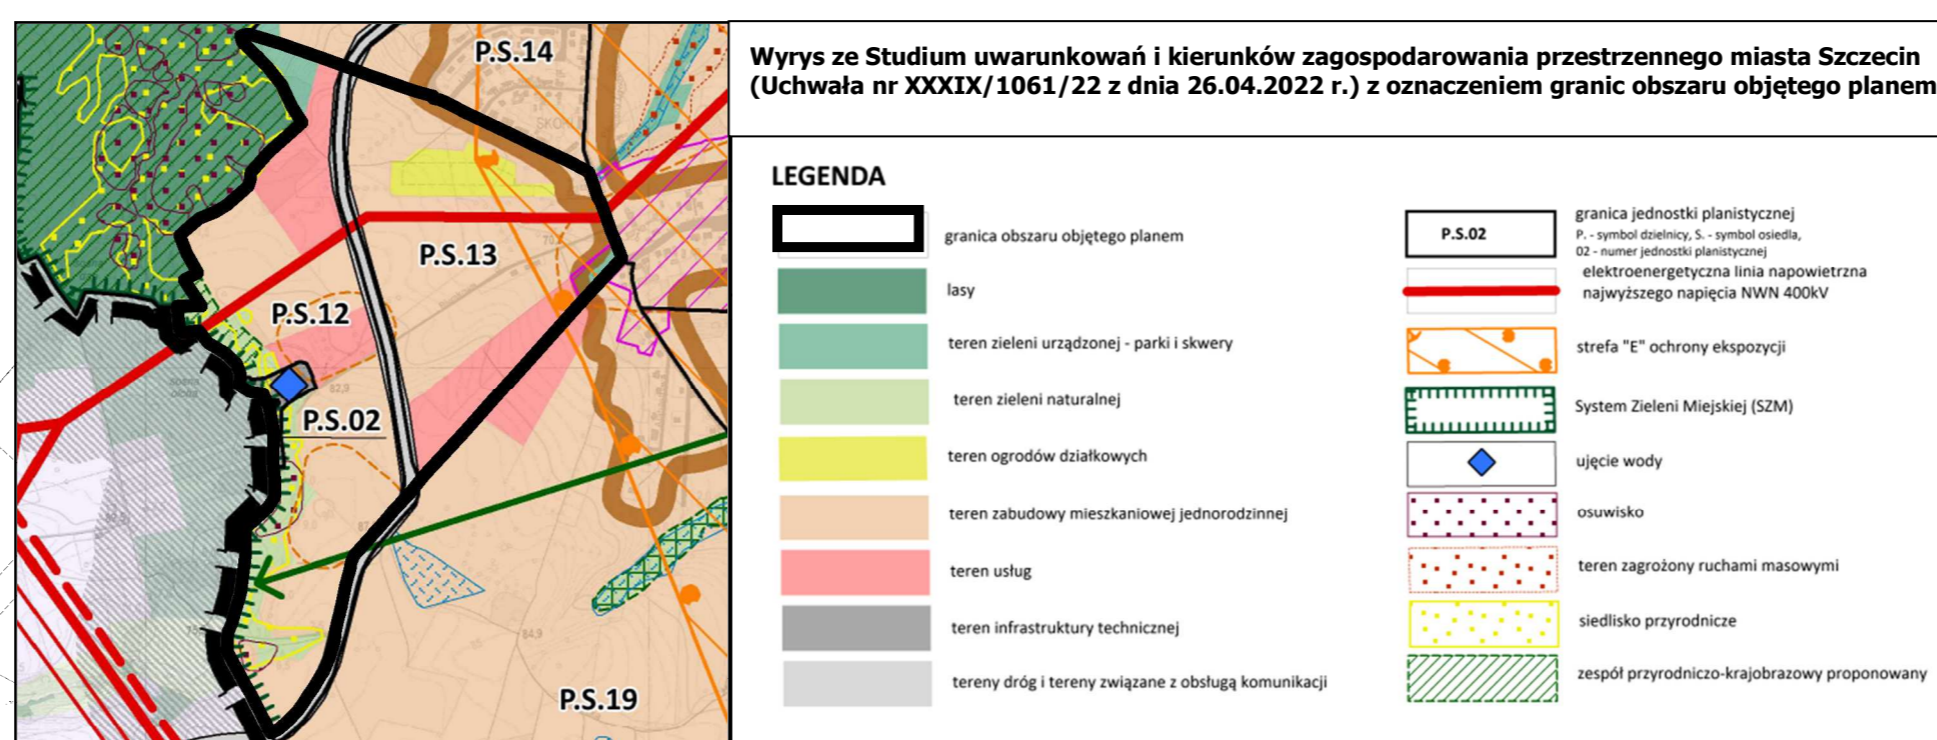 Wyrys ze Studium uwarunkowań i kierunków zagospodarowania przestrzennego miasta Szczecin
(Uchwała nr XXXIX/1061/22 z dnia 26.04.2022 r.) z oznaczeniem granic obszaru objętego planem
P.S.14
P.S.13
P.S.12
P.S.02
P.S.19
82,9
84,9
LEGENDA
granica obszaru objętego planem
lasy
teren zieleni urządzonej - parki i skwery
teren zieleni naturalnej
teren ogrodów działkowych
teren zabudowy mieszkaniowej jednorodzinnej
teren usług
teren infrastruktury technicznej
tereny dróg i tereny związane z obsługą komunikacji
P.S.02
granica jednostki planistycznej
P. - symbol dzielnicy, S. - symbol osiedla,
02 - numer jednostki planistycznej
elektroenergetyczna linia napowietrzna
najwyższego napięcia NWN 400kV
strefa "E" ochrony ekspozycji
System Zieleni Miejskiej (SZM)
ujęcie wody
osuwisko
teren zagrożony ruchami masowymi
siedlisko przyrodnicze
zespół przyrodniczo-krajobrazowy proponowany